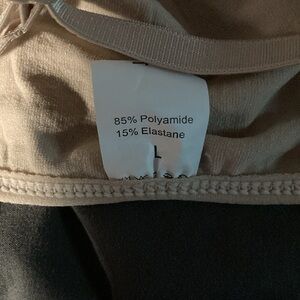 85% Polyamide
15% Elastane
L